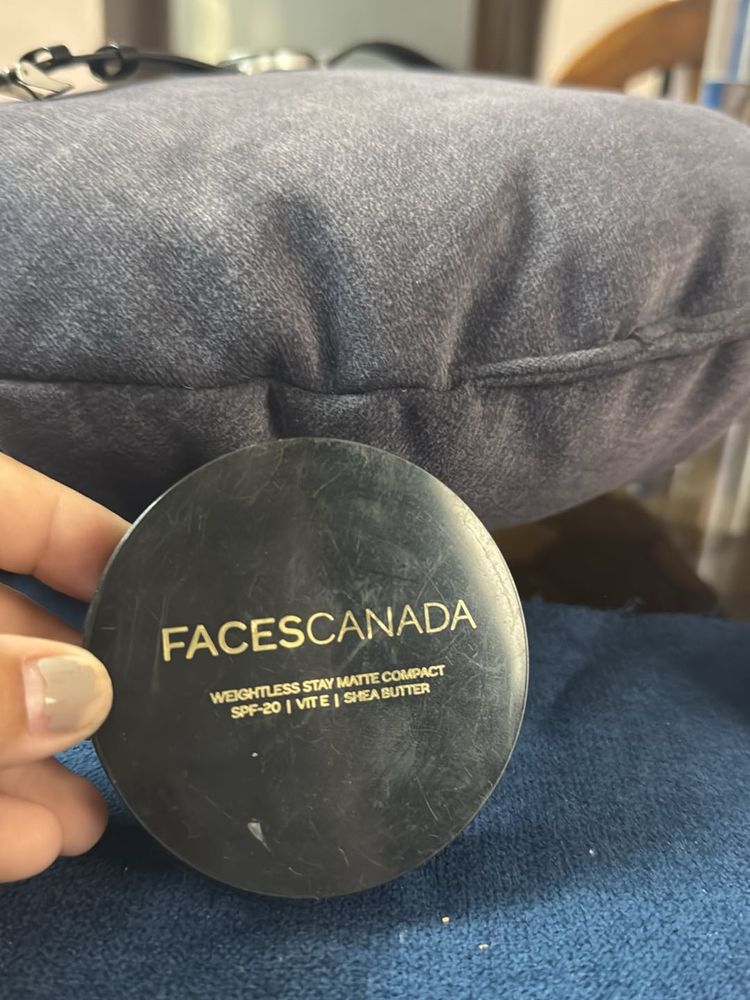 FACESCANADA
WEIGHTLESS STAY MATTE COMPACT
SPF-20 | VIT E | SHEA BUTTER